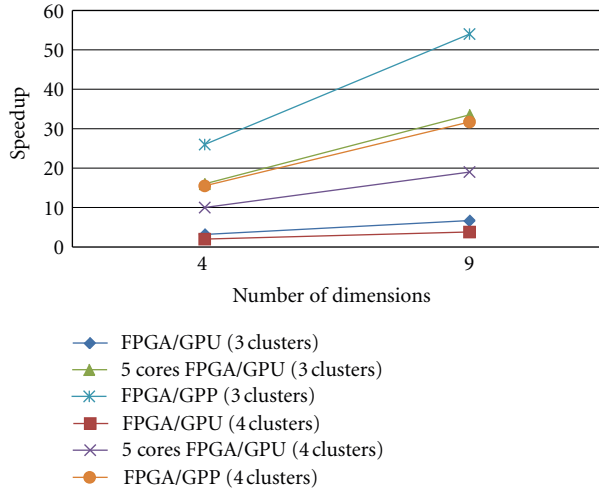 60
50
40
30
20
10
0
Speedup
4
9
Number of dimensions
FPGA/GPU (3 clusters)
5 cores FPGA/GPU (3 clusters)
FPGA/GPP (3 clusters)
FPGA/GPU (4 clusters)
5 cores FPGA/GPU (4 clusters)
FPGA/GPP (4 clusters)